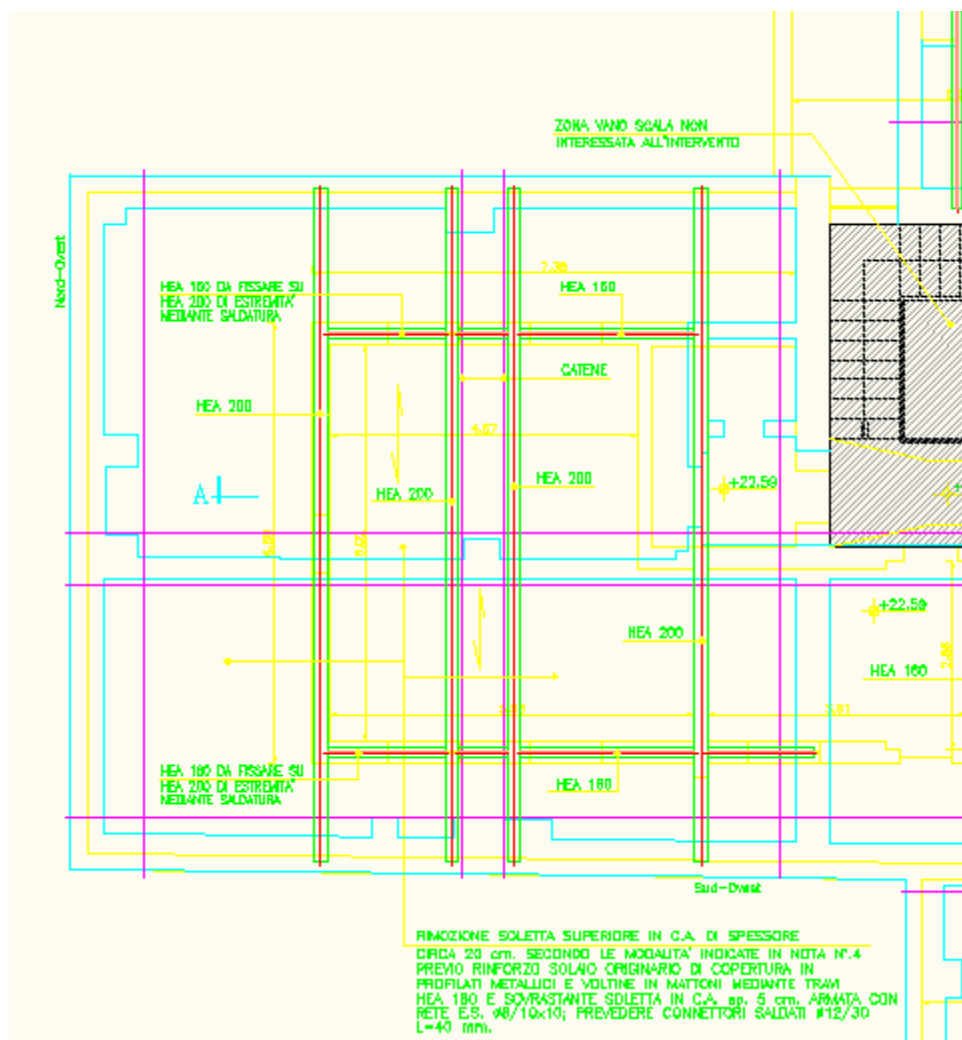 ZONA VANO SCALA NON
INTERESSATA ALL'INTERVENTO
Nord-Ovest
7.36
HEA 160 DA FISSARE SU
HEA 200 DI ESTREMITA'
MEDIANTE SALDATURA
HEA 160
CATENE
HEA 200
4.57
A
HEA 200
HEA 200
+22.59
+22.59
HEA 200
HEA 160
3.81
HEA 160 DA FISSARE SU
HEA 200 DI ESTREMITA'
MEDIANTE SALDATURA
HEA 160
Sud-Ovest
RIMOZIONE SOLETTA SUPERIORE IN C.A. DI SPESSORE
CIRCA 20 cm. SECONDO LE MODALITA' INDICATE IN NOTA N°.4
PREVIO RINFORZO SOLAIO ORIGINARIO DI COPERTURA IN
PROFILATI METALLICI E VOLTINE IN MATTONI MEDIANTE TRAVI
HEA 160 E SOVRASTANTE SOLETTA IN C.A. sp. 5 cm. ARMATA CON
RETE E.S. ø8/10x10; PREVEDERE CONNETTORI SALDATI #12/30
L=40 mm.